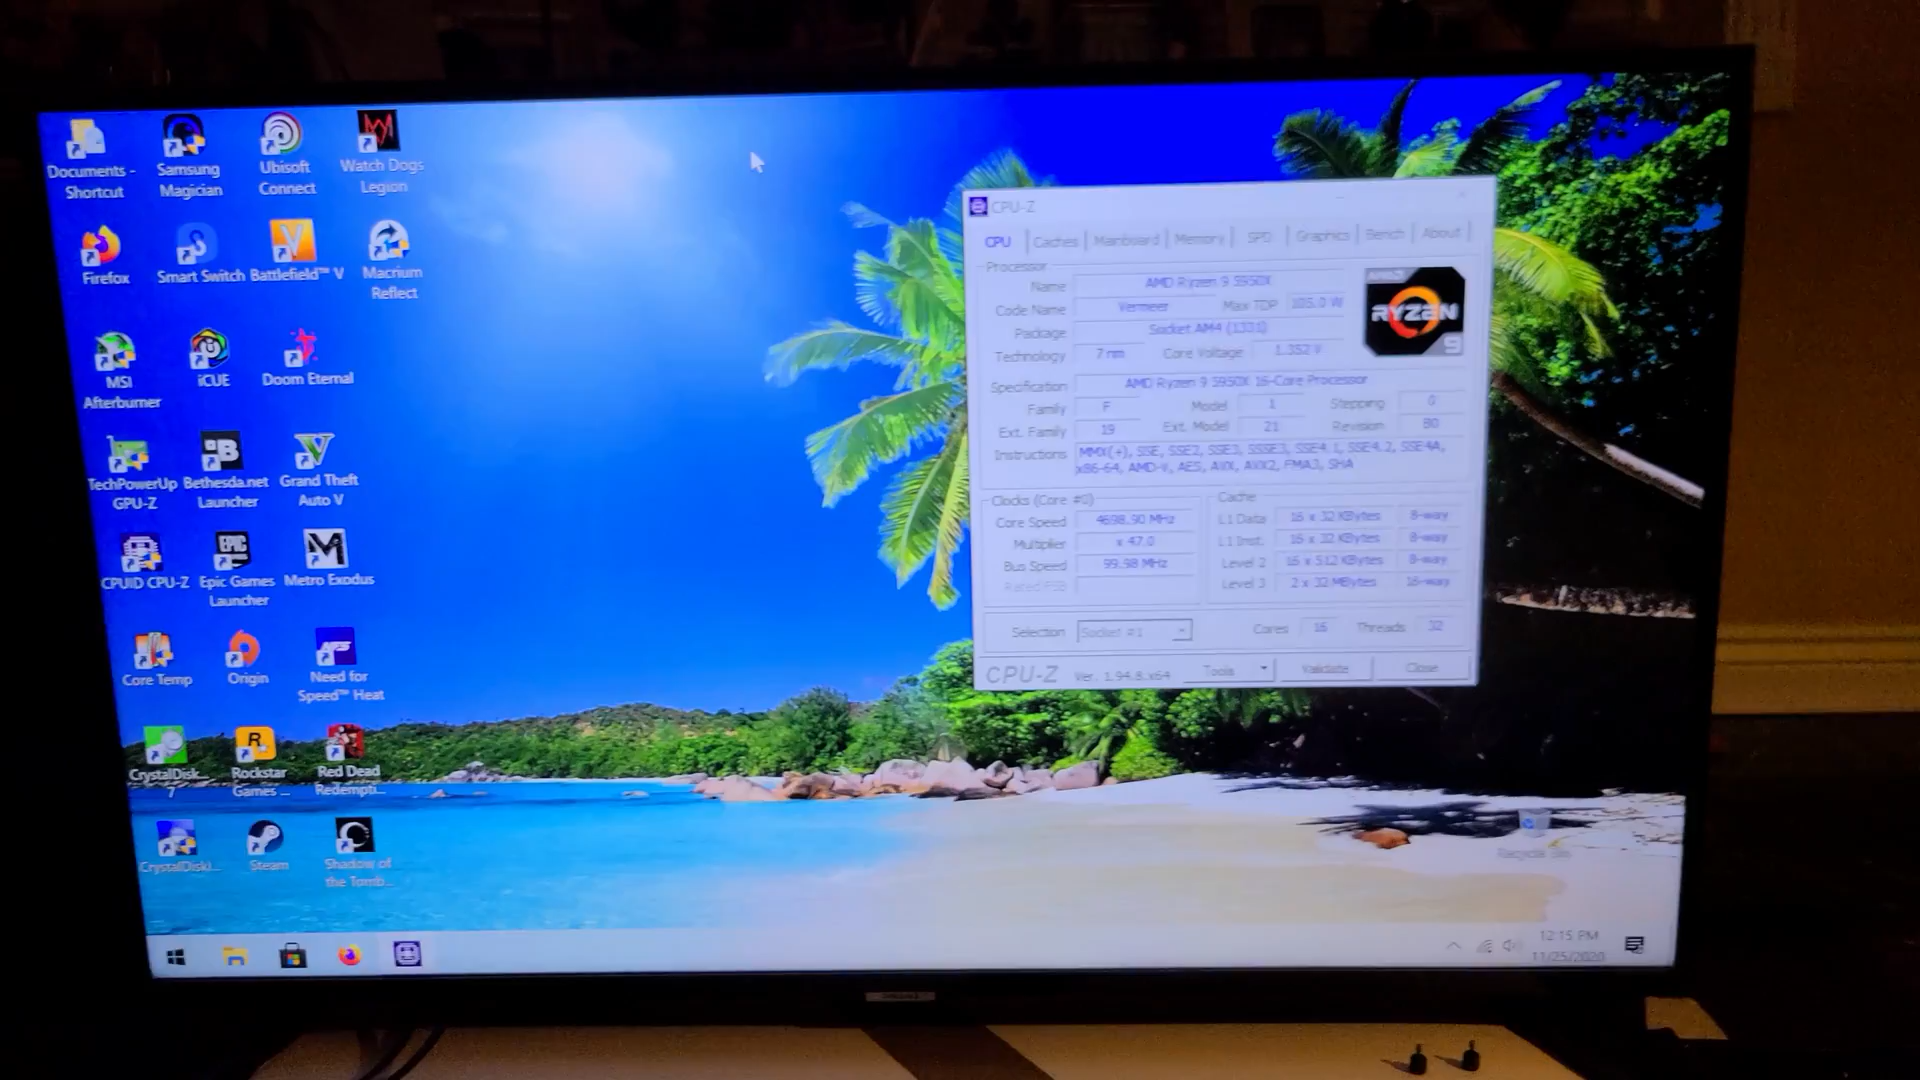 Documents -
Shortcut
Samsung
Magician
Ubisoft
Connect
Watch Dogs
Legion
Firefox
Smart Switch
Battlefield™ V
Macrium
Reflect
MSI
Afterburner
iCUE
Doom Eternal
TechPowerUp
GPU-Z
Bethesda.net
Launcher
Grand Theft
Auto V
CPUID CPU-Z
Epic Games
Launcher
Metro Exodus
Core Temp
Origin
Need for
Speed™ Heat
CrystalDisk...
7
Rockstar
Games ...
Red Dead
Redempti...
CrystalDiskI...
Steam
Shadow of
the Tomb...
CPU-Z
CPU Caches Mainboard Memory SPD Graphics Bench About
Processor
Name AMD Ryzen 9 5950X
Code Name Vermeer Max TDP 105.0 W
Package Socket AM4 (1331)
Technology 7 nm Core Voltage 1.352 V
AMD
RYZEN
9
Specification AMD Ryzen 9 5950X 16-Core Processor
Family F Model 1 Stepping 0
Ext. Family 19 Ext. Model 21 Revision B0
Instructions MMX(+), SSE, SSE2, SSE3, SSSE3, SSE4.1, SSE4.2, SSE4A,
x86-64, AMD-V, AES, AVX, AVX2, FMA3, SHA
Clocks (Core #0)
Core Speed 4698.90 MHz
Multiplier x 47.0
Bus Speed 99.98 MHz
Rated FSB
Cache
L1 Data 16 x 32 KBytes 8-way
L1 Inst. 16 x 32 KBytes 8-way
Level 2 16 x 512 KBytes 8-way
Level 3 2 x 32 MBytes 16-way
Selection Socket #1 Cores 16 Threads 32
CPU-Z Ver. 1.94.8.x64 Tools Validate Close
Recycle Bin
12:15 PM
11/25/2020